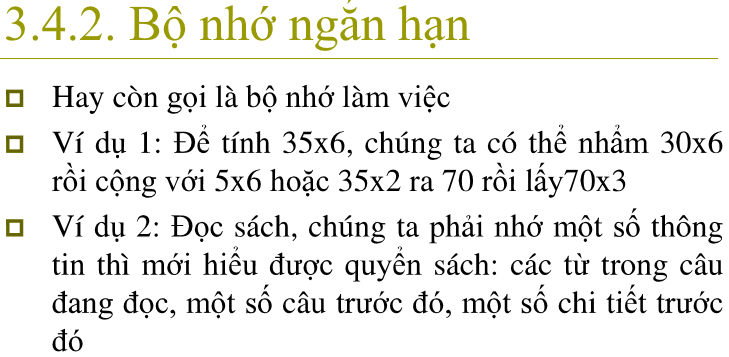 3.4.2. Bộ nhớ ngắn hạn
Hay còn gọi là bộ nhớ làm việc
Ví dụ 1: Để tính 35x6, chúng ta có thể nhẩm 30x6
rồi cộng với 5x6 hoặc 35x2 ra 70 rồi lấy70x3
Ví dụ 2: Đọc sách, chúng ta phải nhớ một số thông
tin thì mới hiểu được quyển sách: các từ trong câu
đang đọc, một số câu trước đó, một số chi tiết trước
đó